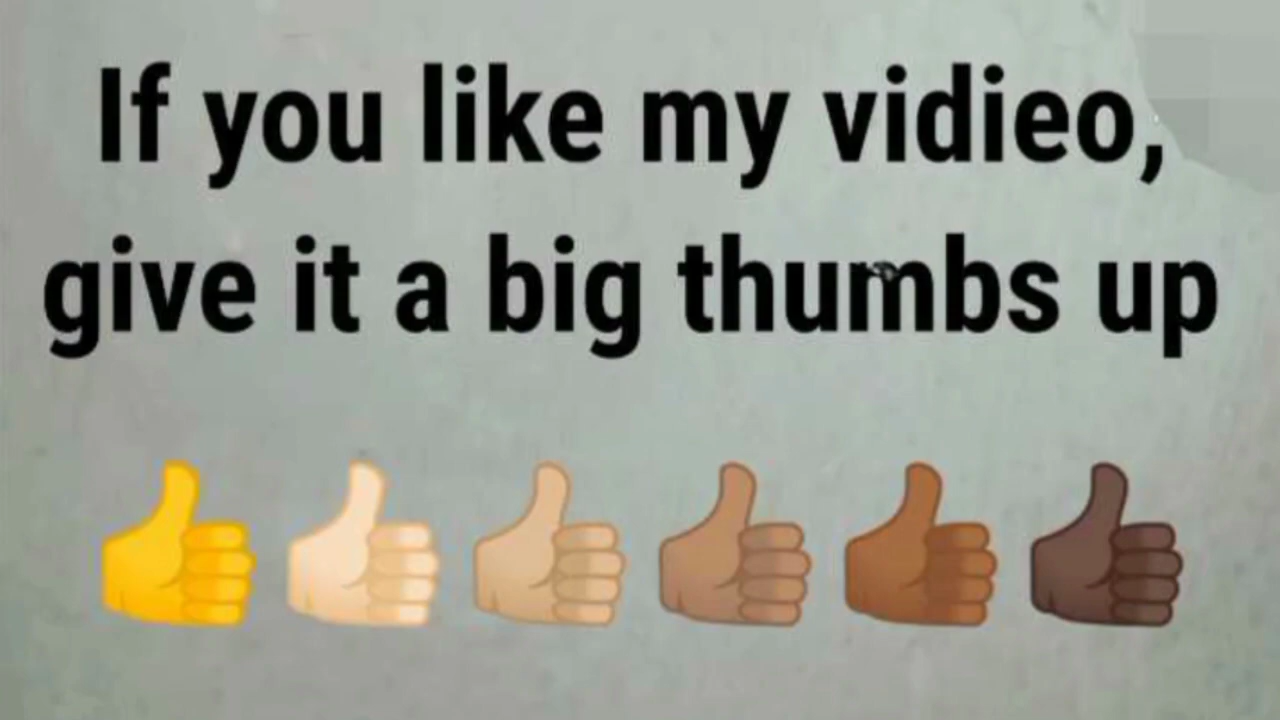 If you like my vidieo,
give it a big thumbs up
👍👍🏻👍🏼👍🏽👍🏾👍🏿